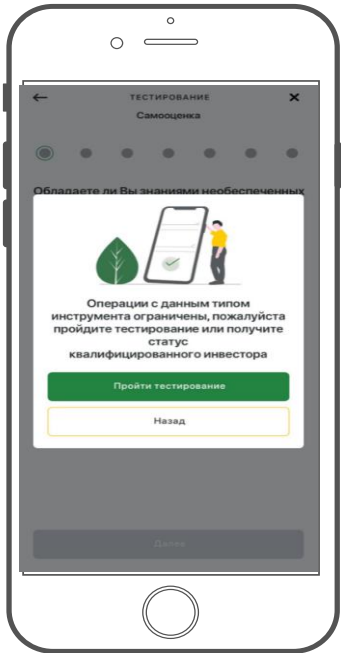 ТЕСТИРОВАНИЕ
Самооценка
Обладаете ли Вы знаниями необеспеченных
Операции с данным типом
инструмента ограничены, пожалуйста
пройдите тестирование или получите
статус
квалифицированного инвестора
Пройти тестирование
Назад
Далее